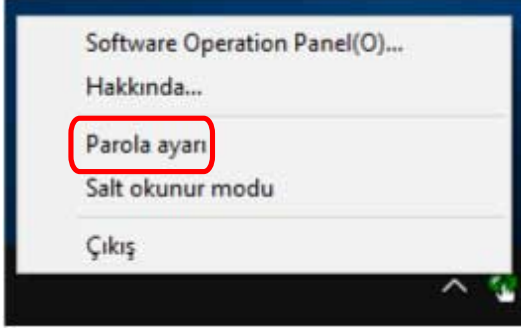 Software Operation Panel(O)...
Hakkında...
Parola ayarı
Salt okunur modu
Çıkış